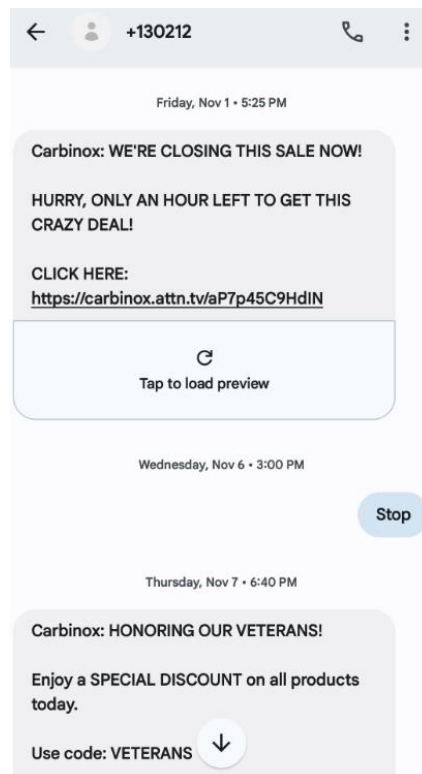 +130212
Friday, Nov 1 • 5:25 PM
Carbinox: WE'RE CLOSING THIS SALE NOW!
HURRY, ONLY AN HOUR LEFT TO GET THIS
CRAZY DEAL!
CLICK HERE:
https://carbinox.attn.tv/aP7p45C9HdIN
Tap to load preview
Wednesday, Nov 6 • 3:00 PM
Stop
Thursday, Nov 7 • 6:40 PM
Carbinox: HONORING OUR VETERANS!
Enjoy a SPECIAL DISCOUNT on all products
today.
Use code: VETERANS